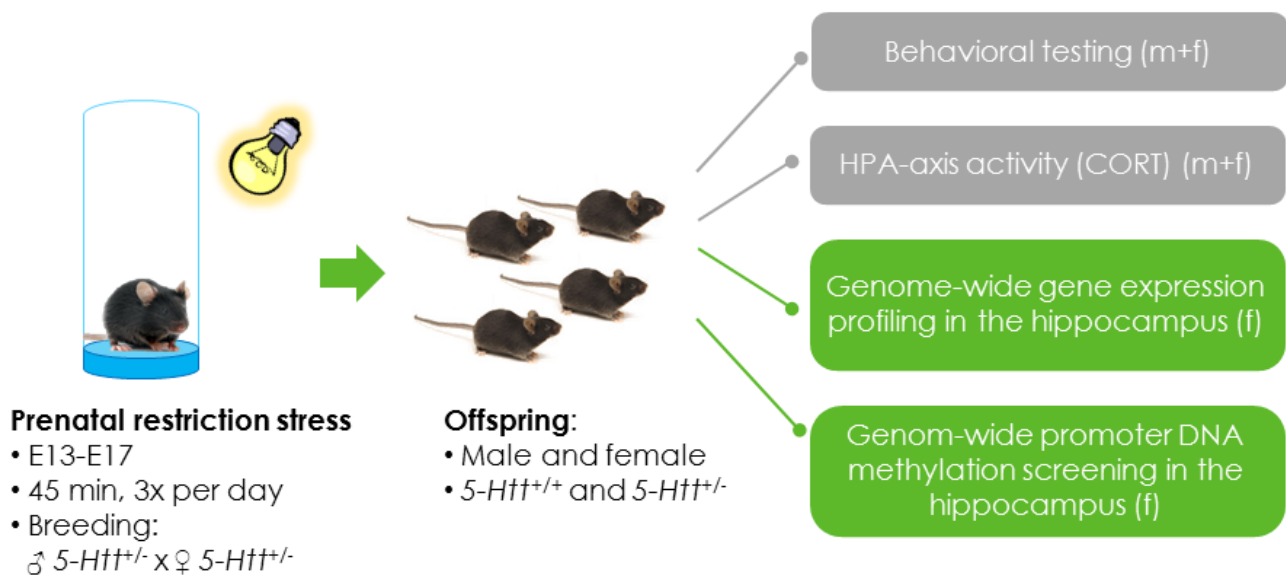 Behavioral testing (m+f)
HPA-axis activity (CORT) (m+f)
Genome-wide gene expression
profiling in the hippocampus (f)
Genom-wide promoter DNA
methylation screening in the
hippocampus (f)
Prenatal restriction stress
• E13-E17
• 45 min, 3x per day
• Breeding:
♂ 5-Htt+/- x ♀ 5-Htt+/-
Offspring:
• Male and female
• 5-Htt+/+ and 5-Htt+/-